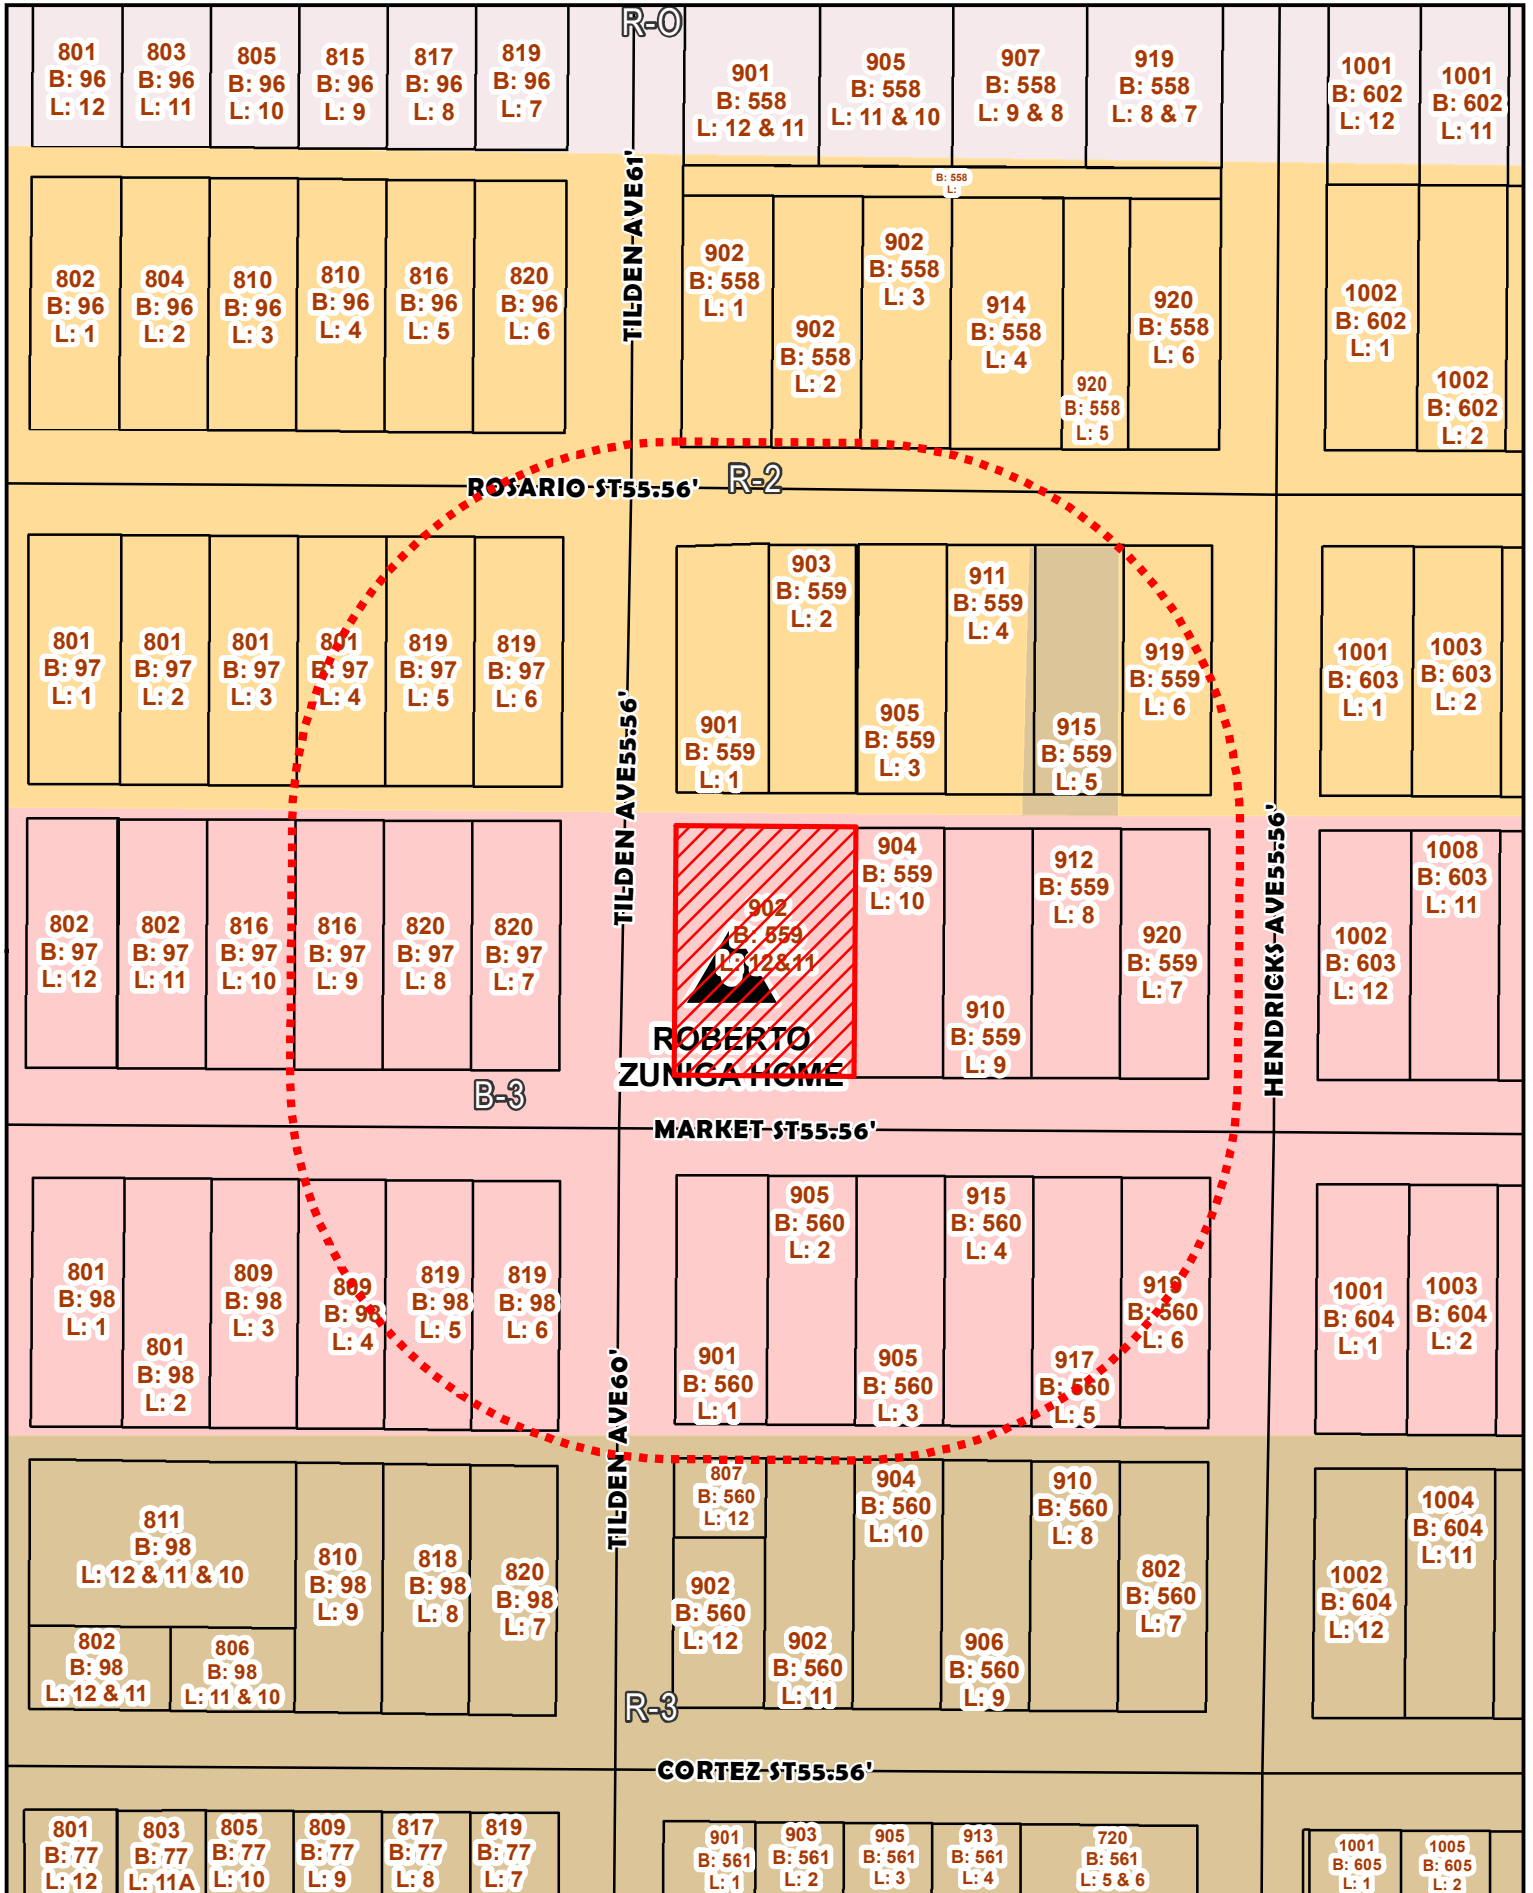 R-O
801
B: 96
L: 12
803
B: 96
L: 11
805
B: 96
L: 10
815
B: 96
L: 9
817
B: 96
L: 8
819
B: 96
L: 7
901
B: 558
L: 12 & 11
905
B: 558
L: 11 & 10
907
B: 558
L: 9 & 8
919
B: 558
L: 8 & 7
1001
B: 602
L: 12
1001
B: 602
L: 11
B: 558
L:
TILDEN AVE61'
802
B: 96
L: 1
804
B: 96
L: 2
810
B: 96
L: 3
810
B: 96
L: 4
816
B: 96
L: 5
820
B: 96
L: 6
902
B: 558
L: 1
902
B: 558
L: 2
902
B: 558
L: 3
914
B: 558
L: 4
920
B: 558
L: 5
920
B: 558
L: 6
1002
B: 602
L: 1
1002
B: 602
L: 2
ROSARIO ST55.56'
R-2
801
B: 97
L: 1
801
B: 97
L: 2
801
B: 97
L: 3
801
B: 97
L: 4
819
B: 97
L: 5
819
B: 97
L: 6
TILDEN AVE55.56'
901
B: 559
L: 1
903
B: 559
L: 2
905
B: 559
L: 3
911
B: 559
L: 4
915
B: 559
L: 5
919
B: 559
L: 6
1001
B: 603
L: 1
1003
B: 603
L: 2
802
B: 97
L: 12
802
B: 97
L: 11
816
B: 97
L: 10
816
B: 97
L: 9
820
B: 97
L: 8
820
B: 97
L: 7
902
B: 559
L: 12&11
ROBERTO
ZUNIGA HOME
904
B: 559
L: 10
910
B: 559
L: 9
912
B: 559
L: 8
920
B: 559
L: 7
HENDRICKS AVE55.56'
1002
B: 603
L: 12
1008
B: 603
L: 11
B-3
MARKET ST55.56'
801
B: 98
L: 1
801
B: 98
L: 2
809
B: 98
L: 3
809
B: 98
L: 4
819
B: 98
L: 5
819
B: 98
L: 6
TILDEN AVE60'
901
B: 560
L: 1
905
B: 560
L: 2
905
B: 560
L: 3
915
B: 560
L: 4
917
B: 560
L: 5
919
B: 560
L: 6
1001
B: 604
L: 1
1003
B: 604
L: 2
811
B: 98
L: 12 & 11 & 10
802
B: 98
L: 12 & 11
806
B: 98
L: 11 & 10
810
B: 98
L: 9
818
B: 98
L: 8
820
B: 98
L: 7
807
B: 560
L: 12
902
B: 560
L: 12
902
B: 560
L: 11
904
B: 560
L: 10
906
B: 560
L: 9
910
B: 560
L: 8
802
B: 560
L: 7
1002
B: 604
L: 12
1004
B: 604
L: 11
R-3
CORTEZ ST55.56'
801
B: 77
L: 12
803
B: 77
L: 11A
805
B: 77
L: 10
809
B: 77
L: 9
817
B: 77
L: 8
819
B: 77
L: 7
901
B: 561
L: 1
903
B: 561
L: 2
905
B: 561
L: 3
913
B: 561
L: 4
720
B: 561
L: 5 & 6
1001
B: 605
L: 1
1005
B: 605
L: 2